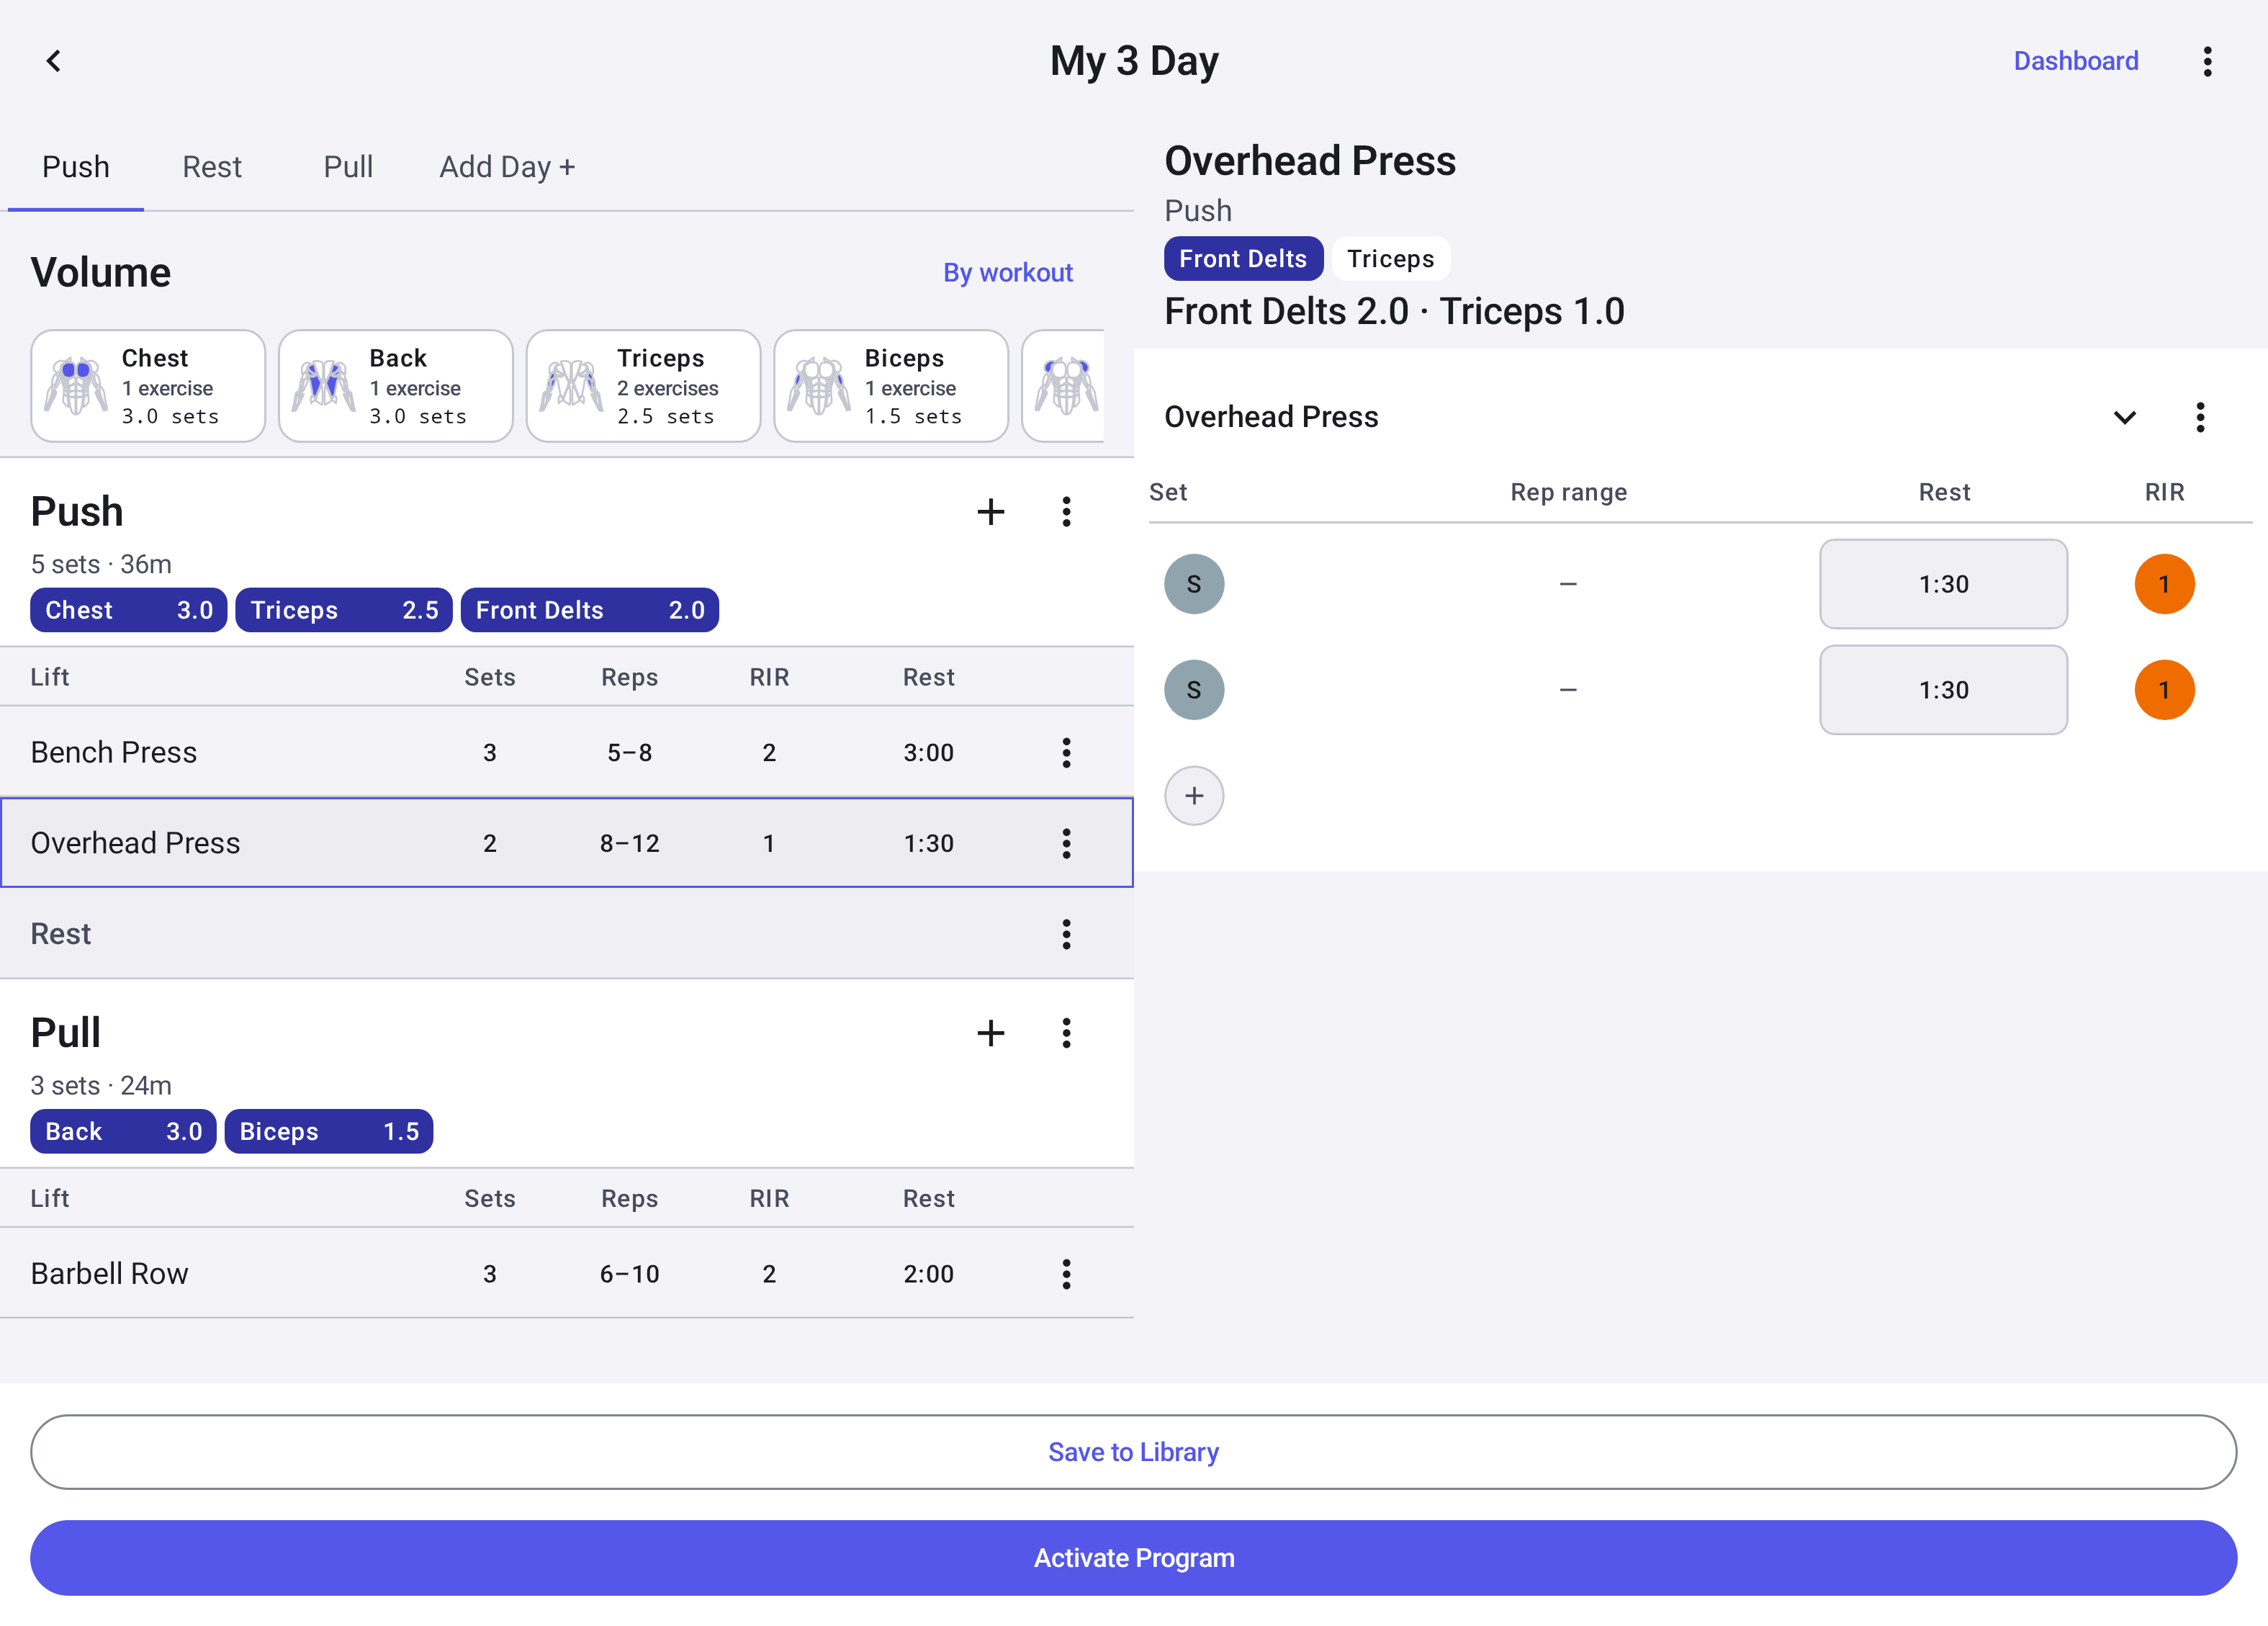 My 3 Day
Dashboard
Push
Rest
Pull
Add Day +
Volume
By workout
Chest
1 exercise
3.0 sets
Back
1 exercise
3.0 sets
Triceps
2 exercises
2.5 sets
Biceps
1 exercise
1.5 sets
Push
5 sets · 36m
Chest 3.0
Triceps 2.5
Front Delts 2.0
Lift Sets Reps RIR Rest
Bench Press 3 5–8 2 3:00
Overhead Press 2 8–12 1 1:30
Rest
Pull
3 sets · 24m
Back 3.0
Biceps 1.5
Lift Sets Reps RIR Rest
Barbell Row 3 6–10 2 2:00
Overhead Press
Push
Front Delts
Triceps
Front Delts 2.0 · Triceps 1.0
Overhead Press
Set Rep range Rest RIR
S – 1:30 1
S – 1:30 1
+
Save to Library
Activate Program